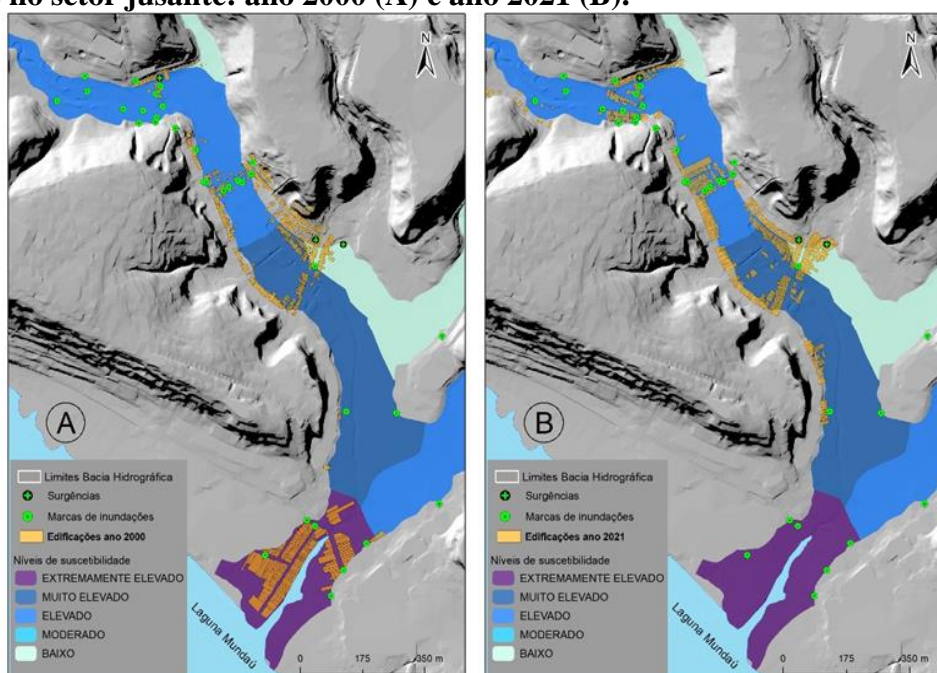 no setor jusante: ano 2000 (A) e ano 2021 (B).
N
A
Limites Bacia Hidrográfica
Surgências
Marcas de inundações
Edificações ano 2000
Níveis de suscetibilidade
EXTREMAMENTE ELEVADO
MUITO ELEVADO
ELEVADO
MODERADO
BAIXO
Laguna Mundaú
0 175 350 m
N
B
Limites Bacia Hidrográfica
Surgências
Marcas de inundações
Edificações ano 2021
Níveis de suscetibilidade
EXTREMAMENTE ELEVADO
MUITO ELEVADO
ELEVADO
MODERADO
BAIXO
Laguna Mundaú
0 175 350 m